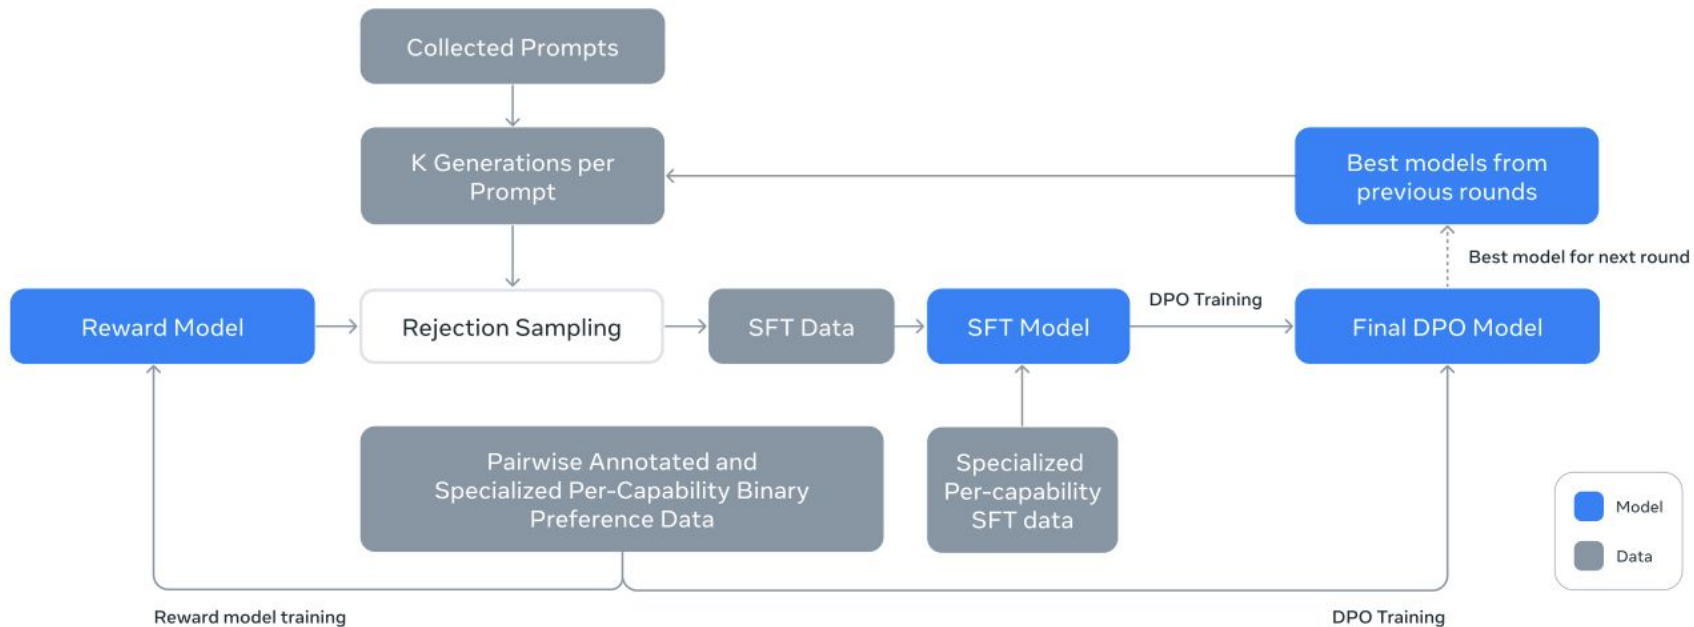 Collected Prompts
K Generations per
Prompt
Best models from
previous rounds
Best model for next round
Reward Model
Rejection Sampling
SFT Data
SFT Model
DPO Training
Final DPO Model
Pairwise Annotated and
Specialized Per-Capability Binary
Preference Data
Specialized
Per-capability
SFT data
Model
Data
Reward model training
DPO Training